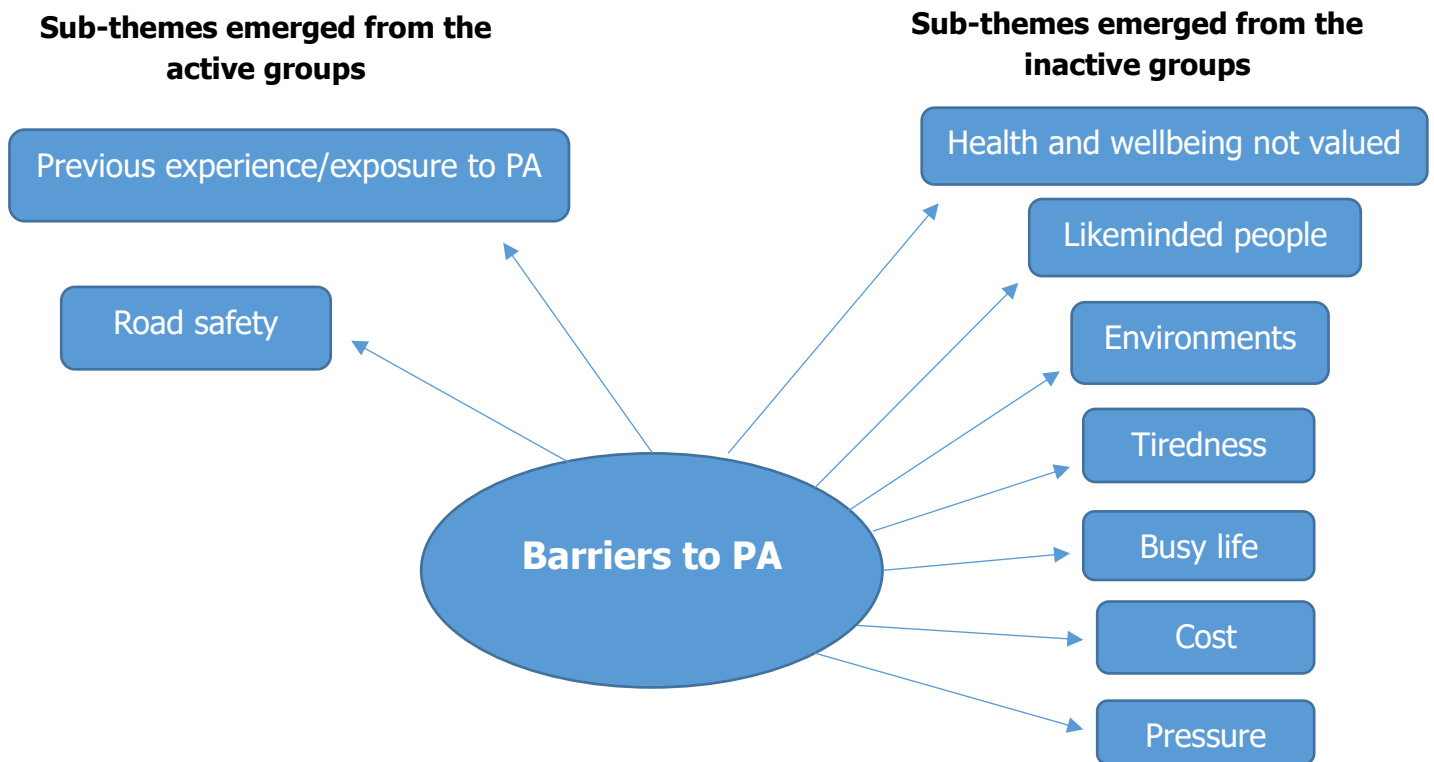 Sub-themes emerged from the
active groups
Previous experience/exposure to PA
Road safety
Sub-themes emerged from the
inactive groups
Health and wellbeing not valued
Likeminded people
Environments
Tiredness
Busy life
Cost
Pressure
Barriers to PA